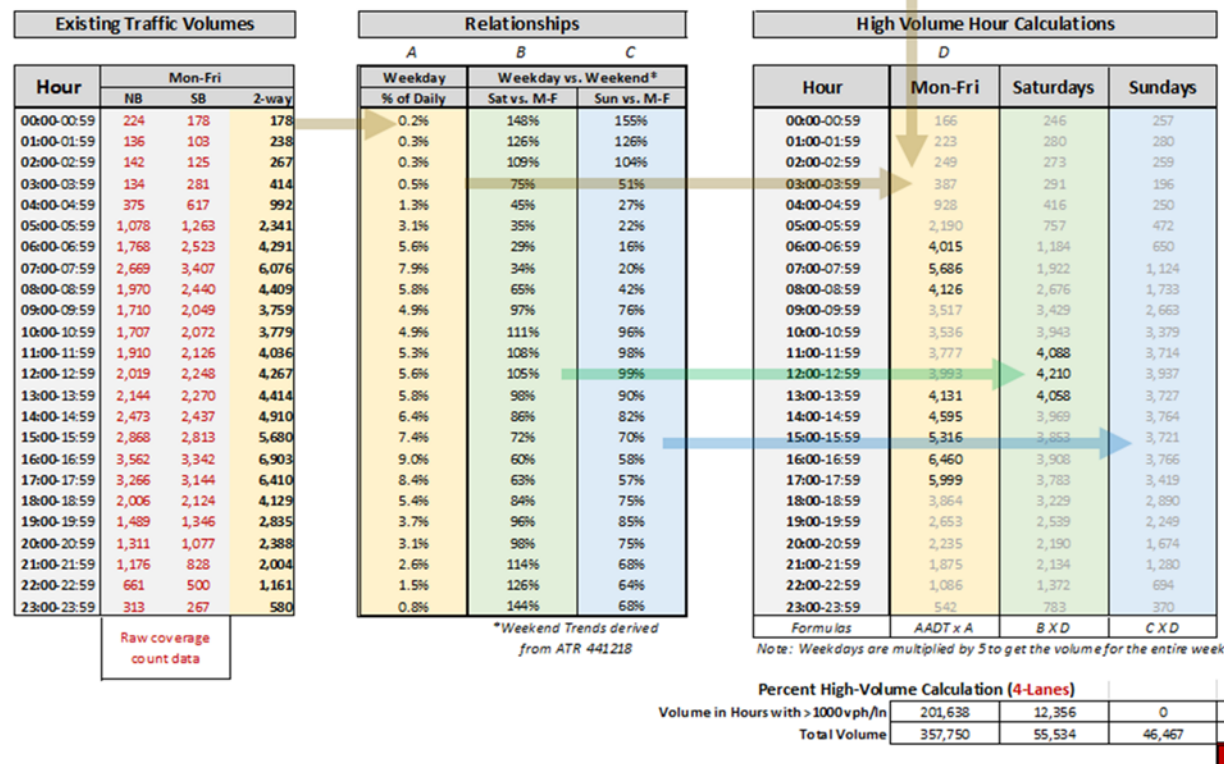 Existing Traffic Volumes Relationships High Volume Hour Calculations
A B C D
Hour Mon-Fri Weekday Weekday vs. Weekend* Hour Mon-Fri Saturdays Sundays
NB SB 2-way % of Daily Sat vs. M-F Sun vs. M-F
00:00-00:59 224 178 178 0.2% 148% 155% 00:00-00:59 166 246 257
01:00-01:59 136 103 238 0.3% 126% 126% 01:00-01:59 223 280 280
02:00-02:59 142 125 267 0.3% 109% 104% 02:00-02:59 249 273 259
03:00-03:59 134 281 414 0.5% 75% 51% 03:00-03:59 387 291 196
04:00-04:59 375 617 992 1.3% 45% 27% 04:00-04:59 928 416 250
05:00-05:59 1,078 1,263 2,341 3.1% 35% 22% 05:00-05:59 2,190 757 472
06:00-06:59 1,768 2,523 4,291 5.6% 29% 16% 06:00-06:59 4,015 1,184 650
07:00-07:59 2,669 3,407 6,076 7.9% 34% 20% 07:00-07:59 5,686 1,922 1,124
08:00-08:59 1,970 2,440 4,409 5.8% 65% 42% 08:00-08:59 4,126 2,676 1,733
09:00-09:59 1,710 2,049 3,759 4.9% 97% 76% 09:00-09:59 3,517 3,429 2,663
10:00-10:59 1,707 2,072 3,779 4.9% 111% 96% 10:00-10:59 3,536 3,943 3,379
11:00-11:59 1,910 2,126 4,036 5.3% 108% 98% 11:00-11:59 3,777 4,088 3,714
12:00-12:59 2,019 2,248 4,267 5.6% 105% 99% 12:00-12:59 3,993 4,210 3,937
13:00-13:59 2,144 2,270 4,414 5.8% 98% 90% 13:00-13:59 4,131 4,058 3,727
14:00-14:59 2,473 2,437 4,910 6.4% 86% 82% 14:00-14:59 4,595 3,969 3,764
15:00-15:59 2,868 2,813 5,680 7.4% 72% 70% 15:00-15:59 5,316 3,853 3,721
16:00-16:59 3,562 3,342 6,903 9.0% 60% 58% 16:00-16:59 6,460 3,908 3,766
17:00-17:59 3,266 3,144 6,410 8.4% 63% 57% 17:00-17:59 5,999 3,783 3,419
18:00-18:59 2,006 2,124 4,129 5.4% 84% 75% 18:00-18:59 3,864 3,229 2,890
19:00-19:59 1,489 1,346 2,835 3.7% 96% 85% 19:00-19:59 2,653 2,539 2,249
20:00-20:59 1,311 1,077 2,388 3.1% 98% 75% 20:00-20:59 2,235 2,190 1,674
21:00-21:59 1,176 828 2,004 2.6% 114% 68% 21:00-21:59 1,875 2,134 1,280
22:00-22:59 661 500 1,161 1.5% 126% 64% 22:00-22:59 1,086 1,372 694
23:00-23:59 313 267 580 0.8% 144% 68% 23:00-23:59 542 783 370
Raw coverage
count data
*Weekend Trends derived
from ATR 441218
Formulas AADT x A B X D C X D
Note: Weekdays are multiplied by 5 to get the volume for the entire week
Percent High-Volume Calculation (4-Lanes)
Volume in Hours with >1000 vph/ln 201,638 12,356 0
Total Volume 357,750 55,534 46,467